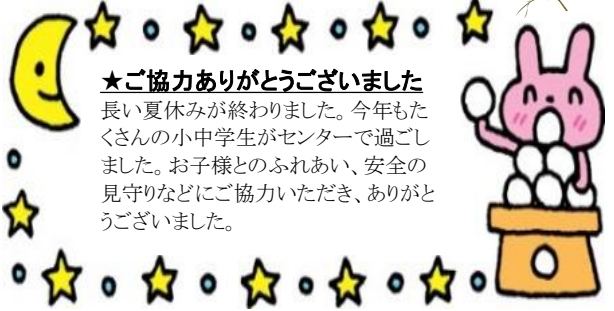 ★ご協力ありがとうございました
長い夏休みが終わりました。今年もた
くさんの小中学生がセンターで過ごし
ました。お子様とのふれあい、安全の
見守りなどにご協力いただき、ありがと
うございました。